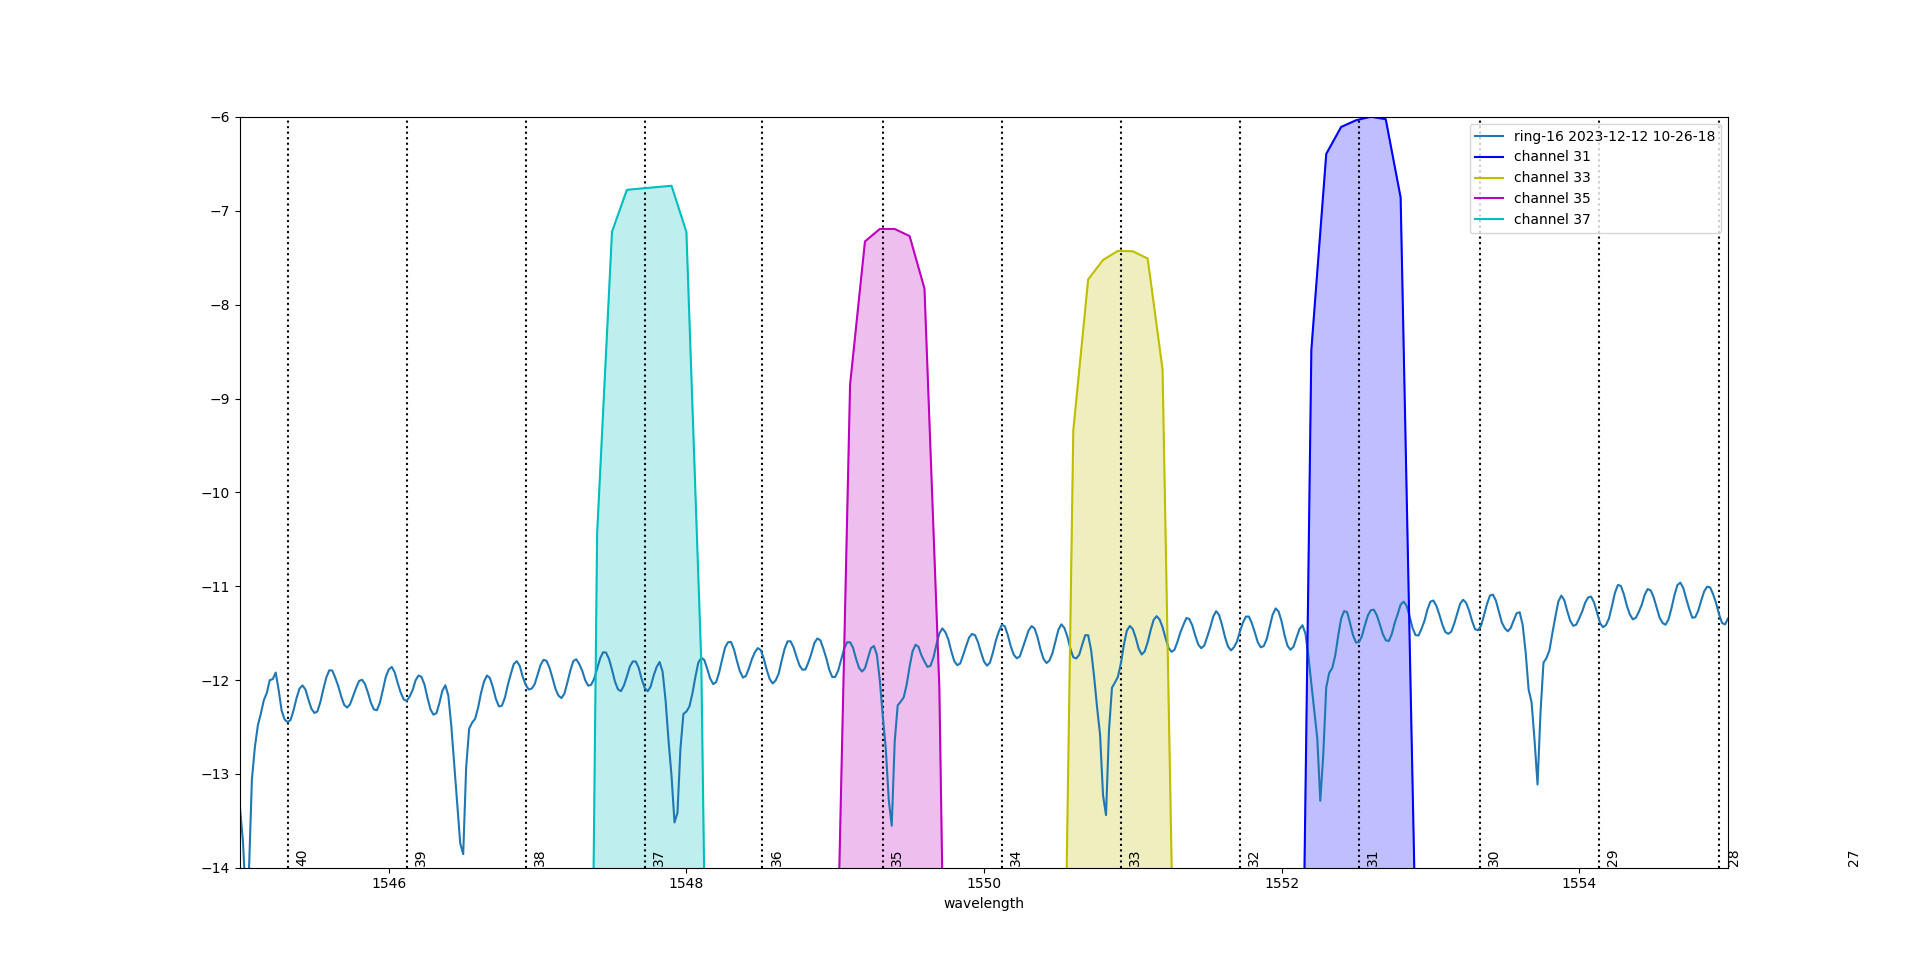 ring-16 2023-12-12 10-26-18
channel 31
channel 33
channel 35
channel 37
−6
−7
−8
−9
−10
−11
−12
−13
−14
40 39 38 37 36 35 34 33 32 31 30 29 28 27
1546 1548 1550 1552 1554
wavelength